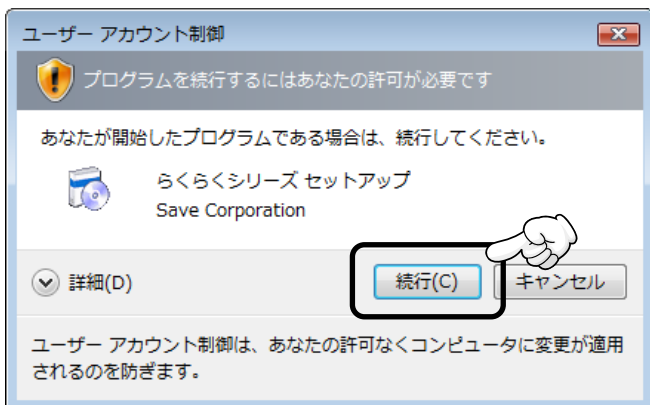 ユーザー アカウント制御
プログラムを続行するにはあなたの許可が必要です
あなたが開始したプログラムである場合は、続行してください。
らくらくシリーズ セットアップ
Save Corporation
詳細(D)
続行(C)
キャンセル
ユーザー アカウント制御は、あなたの許可なくコンピュータに変更が適用
されるのを防ぎます。